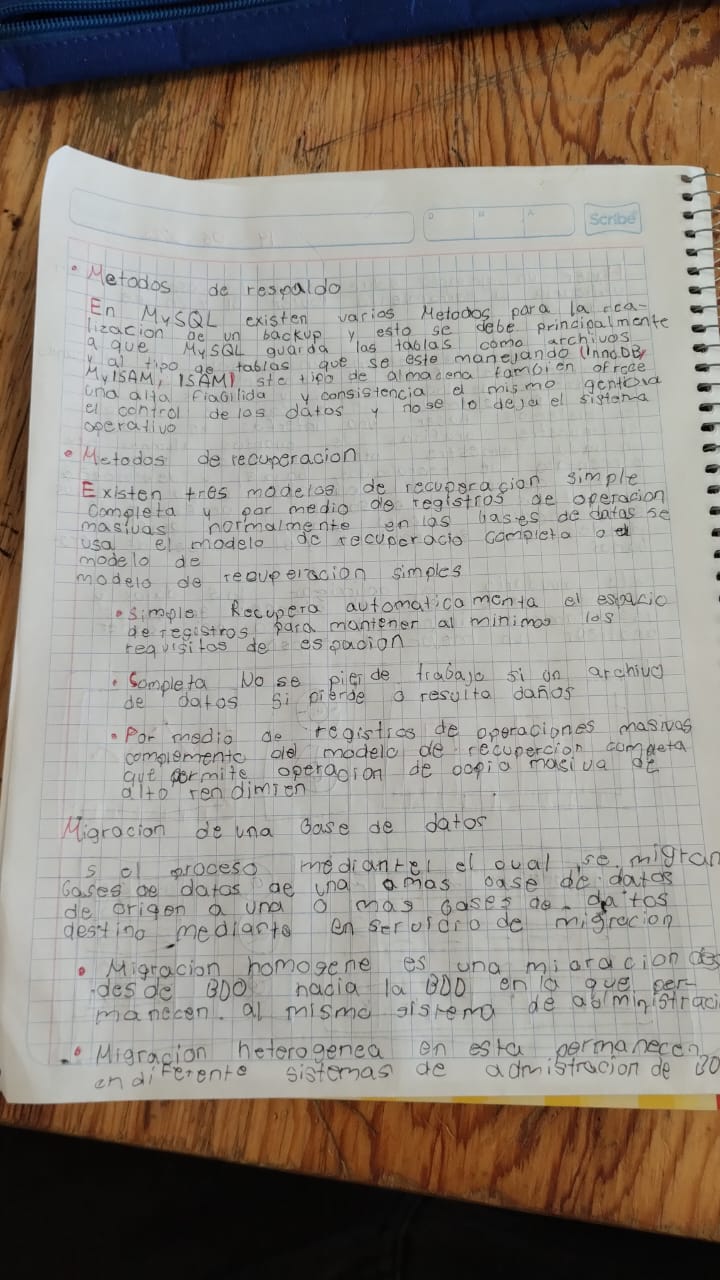 D M A
Scribe
• Metodos de respaldo
En MySQL existen varios Metodos para la rea-
lizacion de un backup y esto se debe principalmente
a que MySQL guarda las tablas como archivos
y al tipo de tablas que se este manejando (InnoDB,
MyISAM, ISAM) ste tipo de almacena tambien ofrece
una alta fiabilida y consistencia el mismo gentiona
el control de los datos y no se lo deja el sistema
operativo
• Metodos de recuperacion
Existen tres modelos de recuperacion simple
Completa y por medio de registros de operacion
masivas normalmente en las bases de datos se
usa el modelo de recuperacio completa o el
modelo de
modelo de recuperacion simples
• Simple Recupera automaticamenta el espacio
de registros para mantener al minimos los
requisitos de espacion
• Completa No se pierde trabajo si un archivo
de datos si pierde o resulta daños
• Por medio de registros de operaciones masivas
complemento del modelo de recupercion completa
que permite operacion de copia masiva de
alto rendimien
Migracion de una Base de datos
s el proceso mediantel el qual se migran
bases de datos de una o mas base de datos
de origen a una o mas bases de datos
destino mediante en servidro de migracion
• Migracion homogene es una migracion des
desde BDO hacia la BDD en la que per-
manecen al mismo sistema de administraci
• Migracion heterogenea en esta permanecen
en diferente sistemas de admistracion de BD